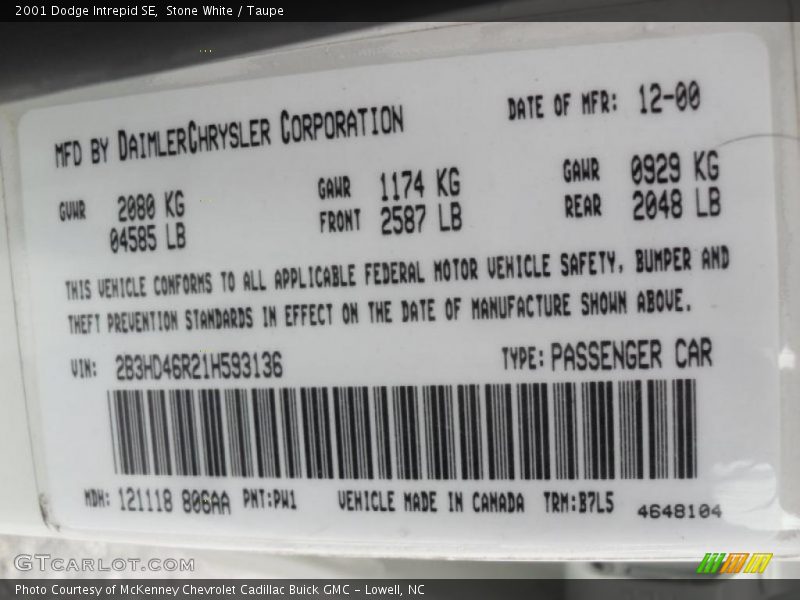 2001 Dodge Intrepid SE, Stone White / Taupe
MFD BY DAIMLERCHRYSLER CORPORATION DATE OF MFR: 12-00
GVWR 2080 KG GAWR 1174 KG GAWR 0929 KG
04585 LB FRONT 2587 LB REAR 2048 LB
THIS VEHICLE CONFORMS TO ALL APPLICABLE FEDERAL MOTOR VEHICLE SAFETY, BUMPER AND
THEFT PREVENTION STANDARDS IN EFFECT ON THE DATE OF MANUFACTURE SHOWN ABOVE.
VIN: 2B3HD46R21H593136 TYPE: PASSENGER CAR
MDH: 121118 806AA PNT:PW1 VEHICLE MADE IN CANADA TRM:B7L5 4648104
GTCARLOT.COM
Photo Courtesy of McKenney Chevrolet Cadillac Buick GMC - Lowell, NC